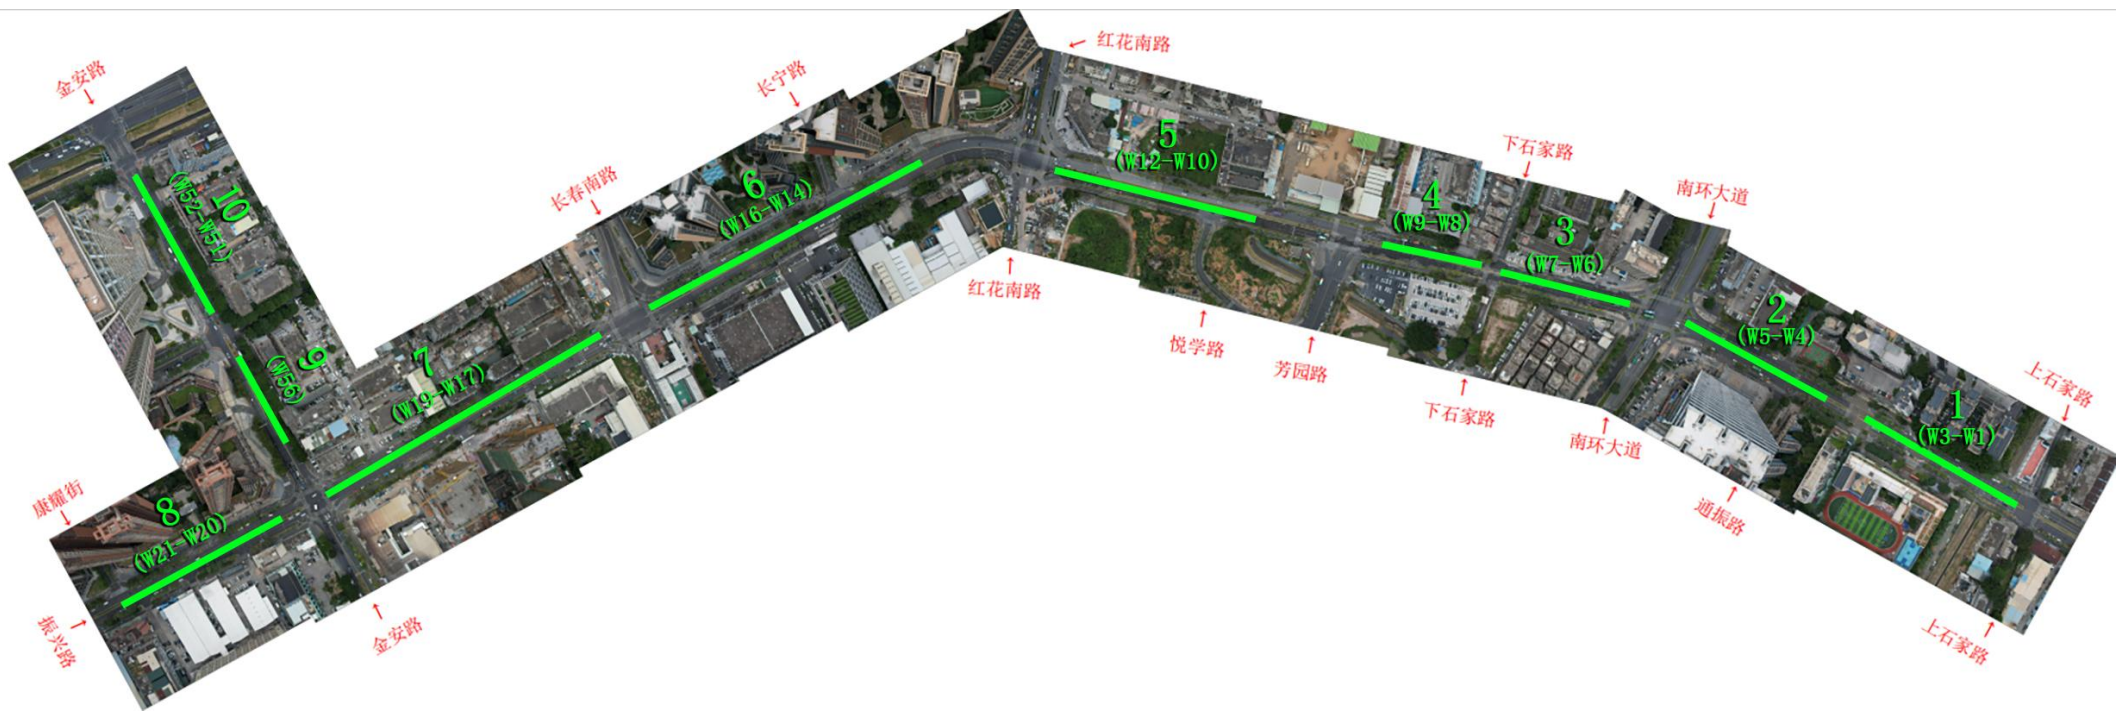 金安路
长春南路
长宁路
红花南路
下石家路
南环大道
上石家路
10
(W52-W51)
9
(W56)
8
(W21-W20)
7
(W19-W17)
6
(W16-W14)
5
(W12-W10)
4
(W9-W8)
3
(W7-W6)
2
(W5-W4)
1
(W3-W1)
康耀街
振兴路
金安路
红花南路
悦学路
芳园路
下石家路
南环大道
通振路
上石家路